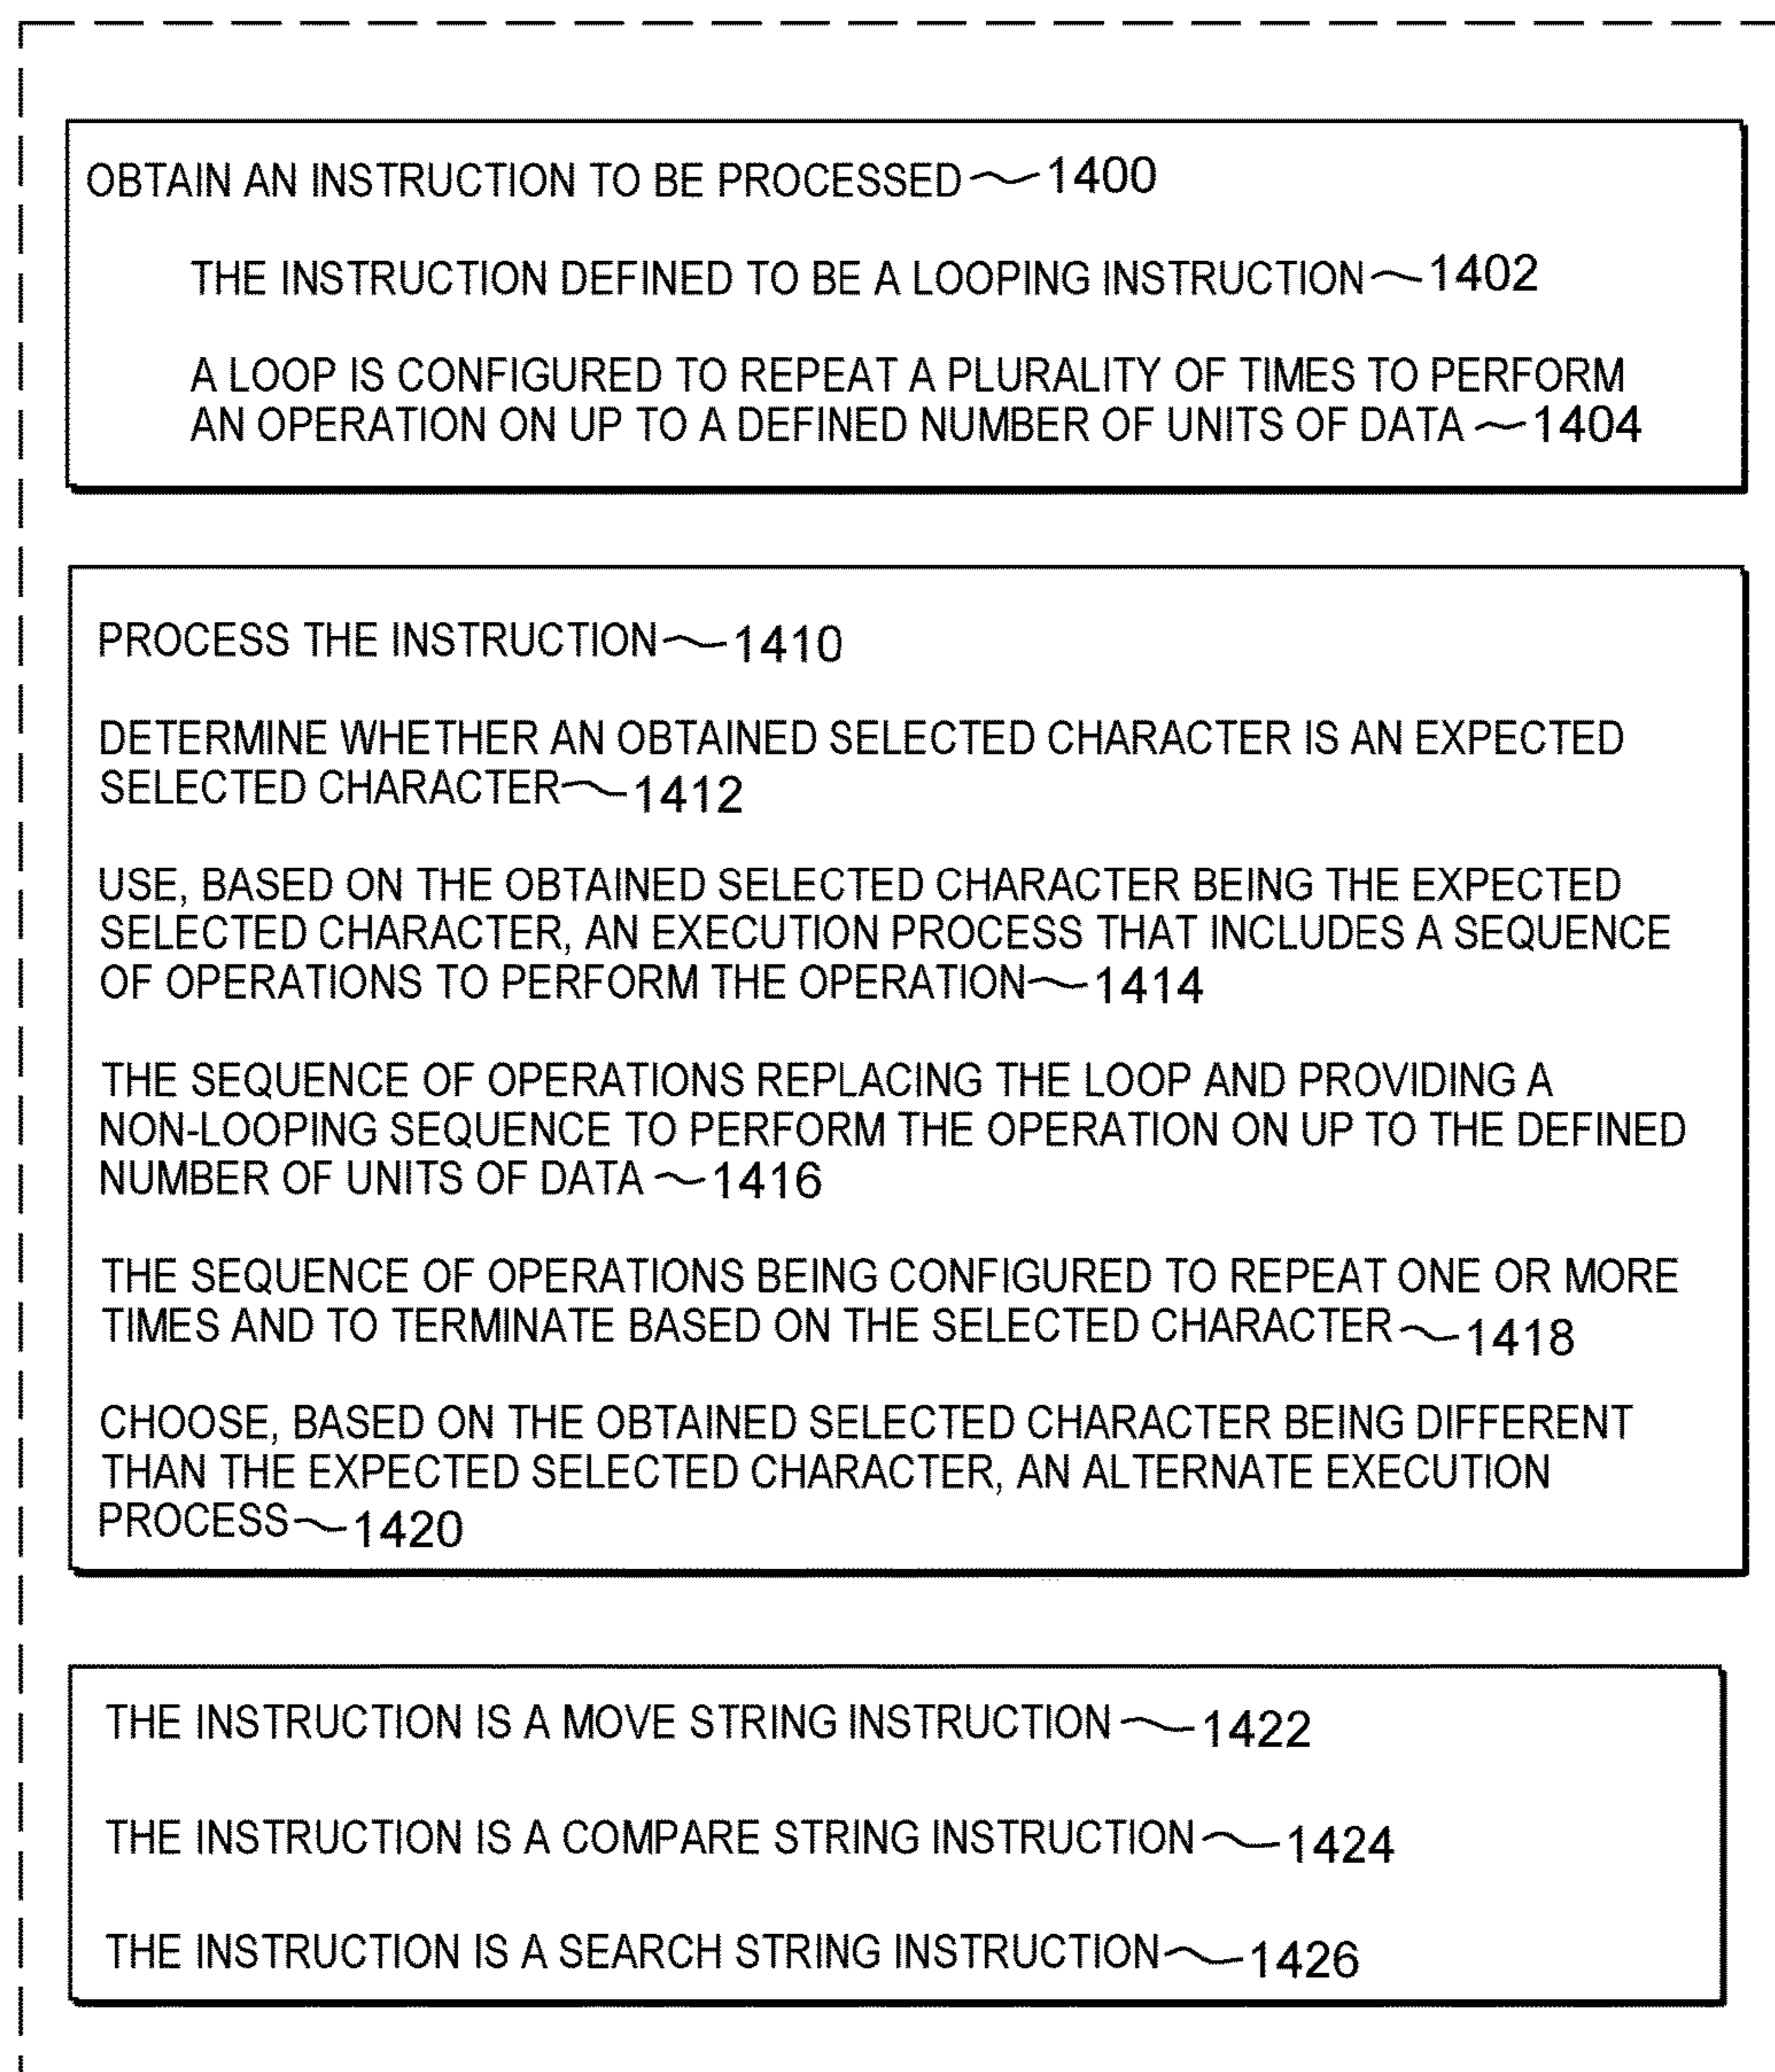 OBTAIN AN INSTRUCTION TO BE PROCESSED 1400
THE INSTRUCTION DEFINED TO BE A LOOPING INSTRUCTION 1402
A LOOP IS CONFIGURED TO REPEAT A PLURALITY OF TIMES TO PERFORM
AN OPERATION ON UP TO A DEFINED NUMBER OF UNITS OF DATA 1404
PROCESS THE INSTRUCTION 1410
DETERMINE WHETHER AN OBTAINED SELECTED CHARACTER IS AN EXPECTED
SELECTED CHARACTER 1412
USE, BASED ON THE OBTAINED SELECTED CHARACTER BEING THE EXPECTED
SELECTED CHARACTER, AN EXECUTION PROCESS THAT INCLUDES A SEQUENCE
OF OPERATIONS TO PERFORM THE OPERATION 1414
THE SEQUENCE OF OPERATIONS REPLACING THE LOOP AND PROVIDING A
NON-LOOPING SEQUENCE TO PERFORM THE OPERATION ON UP TO THE DEFINED
NUMBER OF UNITS OF DATA 1416
THE SEQUENCE OF OPERATIONS BEING CONFIGURED TO REPEAT ONE OR MORE
TIMES AND TO TERMINATE BASED ON THE SELECTED CHARACTER 1418
CHOOSE, BASED ON THE OBTAINED SELECTED CHARACTER BEING DIFFERENT
THAN THE EXPECTED SELECTED CHARACTER, AN ALTERNATE EXECUTION
PROCESS 1420
THE INSTRUCTION IS A MOVE STRING INSTRUCTION 1422
THE INSTRUCTION IS A COMPARE STRING INSTRUCTION 1424
THE INSTRUCTION IS A SEARCH STRING INSTRUCTION 1426